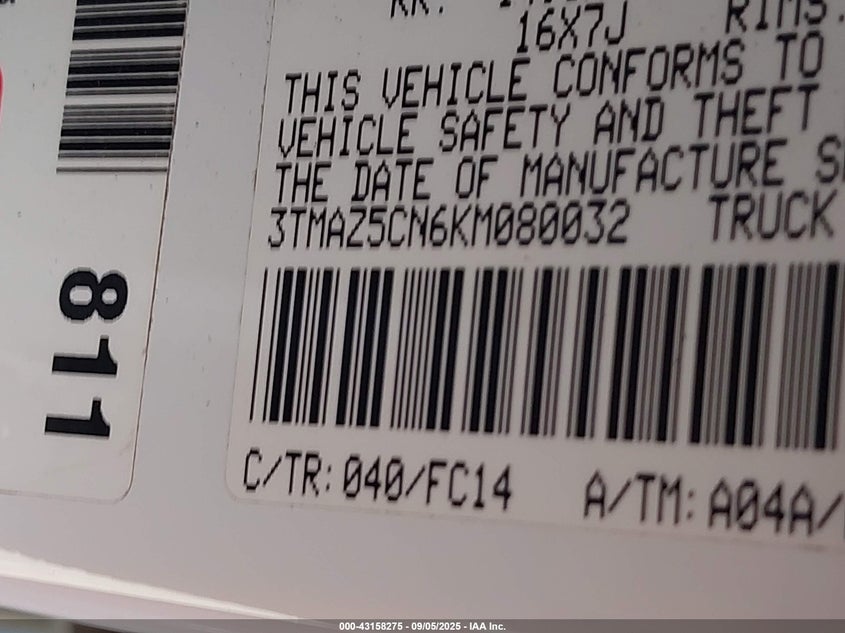 16X7J RIMS
THIS VEHICLE CONFORMS TO
VEHICLE SAFETY AND THEFT
THE DATE OF MANUFACTURE
3TMAZ5CN6KM080032 TRUCK
C/TR: 040/FC14 A/TM: A04A/
811
000-43158275 - 09/05/2025 - IAA Inc.